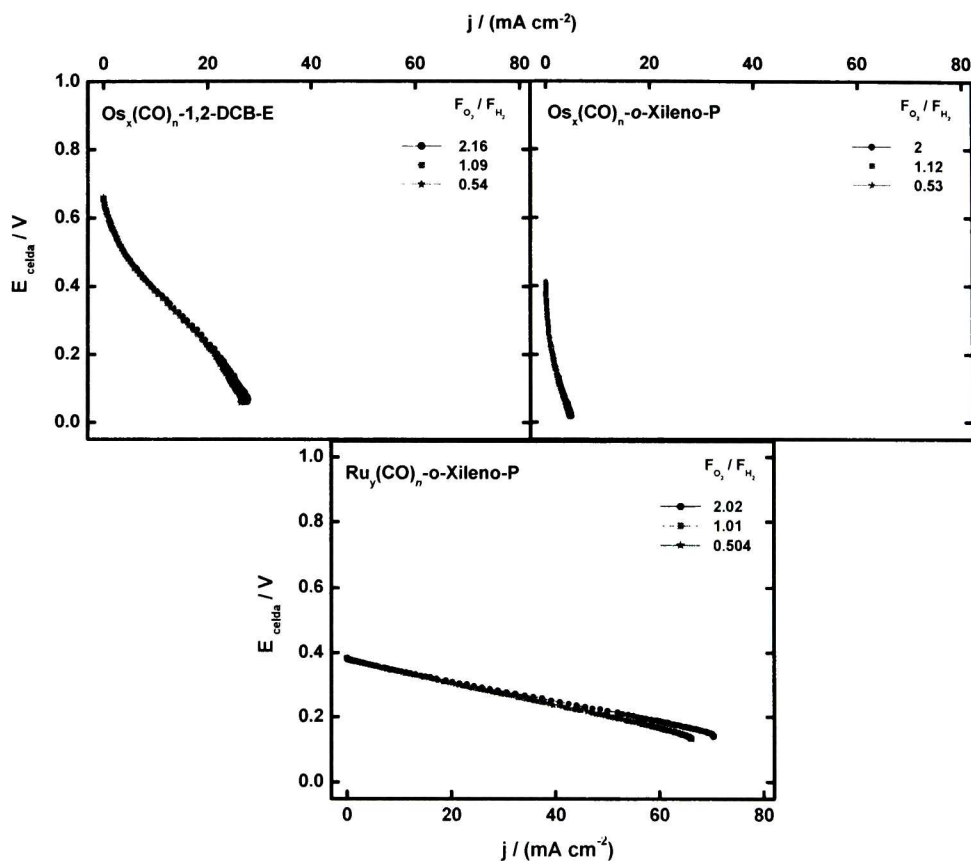 j / (mA cm-2)
0 20 40 60 80 0 20 40 60 80
1.0
0.8
0.6
0.4
0.2
0.0
E celda / V
Osx(CO)n-1,2-DCB-E
FO2 / FH2
2.16
1.09
0.54
Osx(CO)n-o-Xileno-P
FO2 / FH2
2
1.12
0.53
1.0
0.8
0.6
0.4
0.2
0.0
E celda / V
Ruy(CO)n-o-Xileno-P
FO2 / FH2
2.02
1.01
0.504
0 20 40 60 80
j / (mA cm-2)